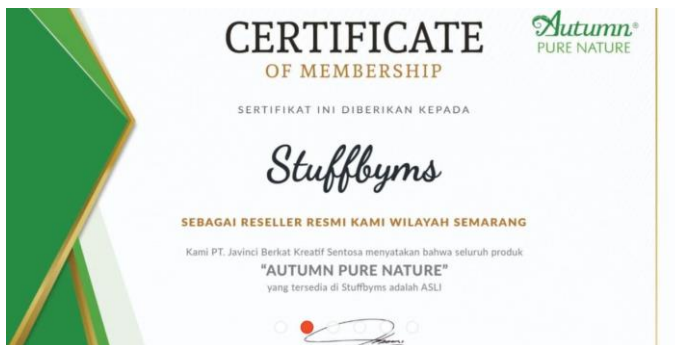 CERTIFICATE
OF MEMBERSHIP
Autumn®
PURE NATURE
SERTIFIKAT INI DIBERIKAN KEPADA
Stuffbyms
SEBAGAI RESELLER RESMI KAMI WILAYAH SEMARANG
Kami PT. Javinci Berkat Kreatif Sentosa menyatakan bahwa seluruh produk
"AUTUMN PURE NATURE"
yang tersedia di Stuffbyms adalah ASLI